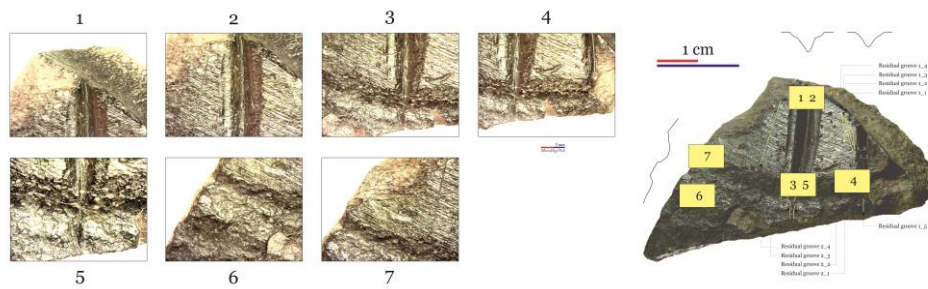 1
2
3
4
5
6
7
1 cm
Residual groove 1_4
Residual groove 1_3
Residual groove 1_2
Residual groove 1_1
1 2
7
6
3 5
4
Residual groove 1_5
Residual groove 2_4
Residual groove 2_3
Residual groove 2_2
Residual groove 2_1